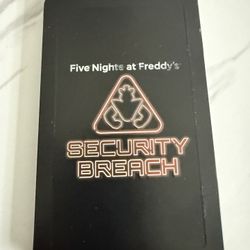 Five Nights at Freddy's
SECURITY
BREACH